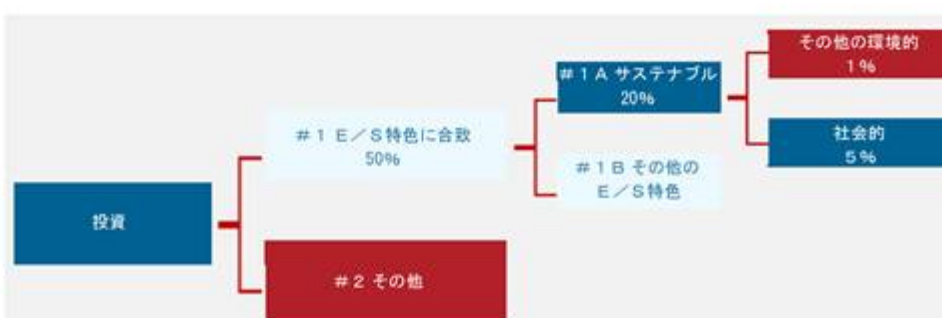 その他の環境的
1%
#1A サステナブル
20%
#1 E/S特色に合致
50%
社会的
5%
#1B その他の
E/S特色
投資
#2 その他